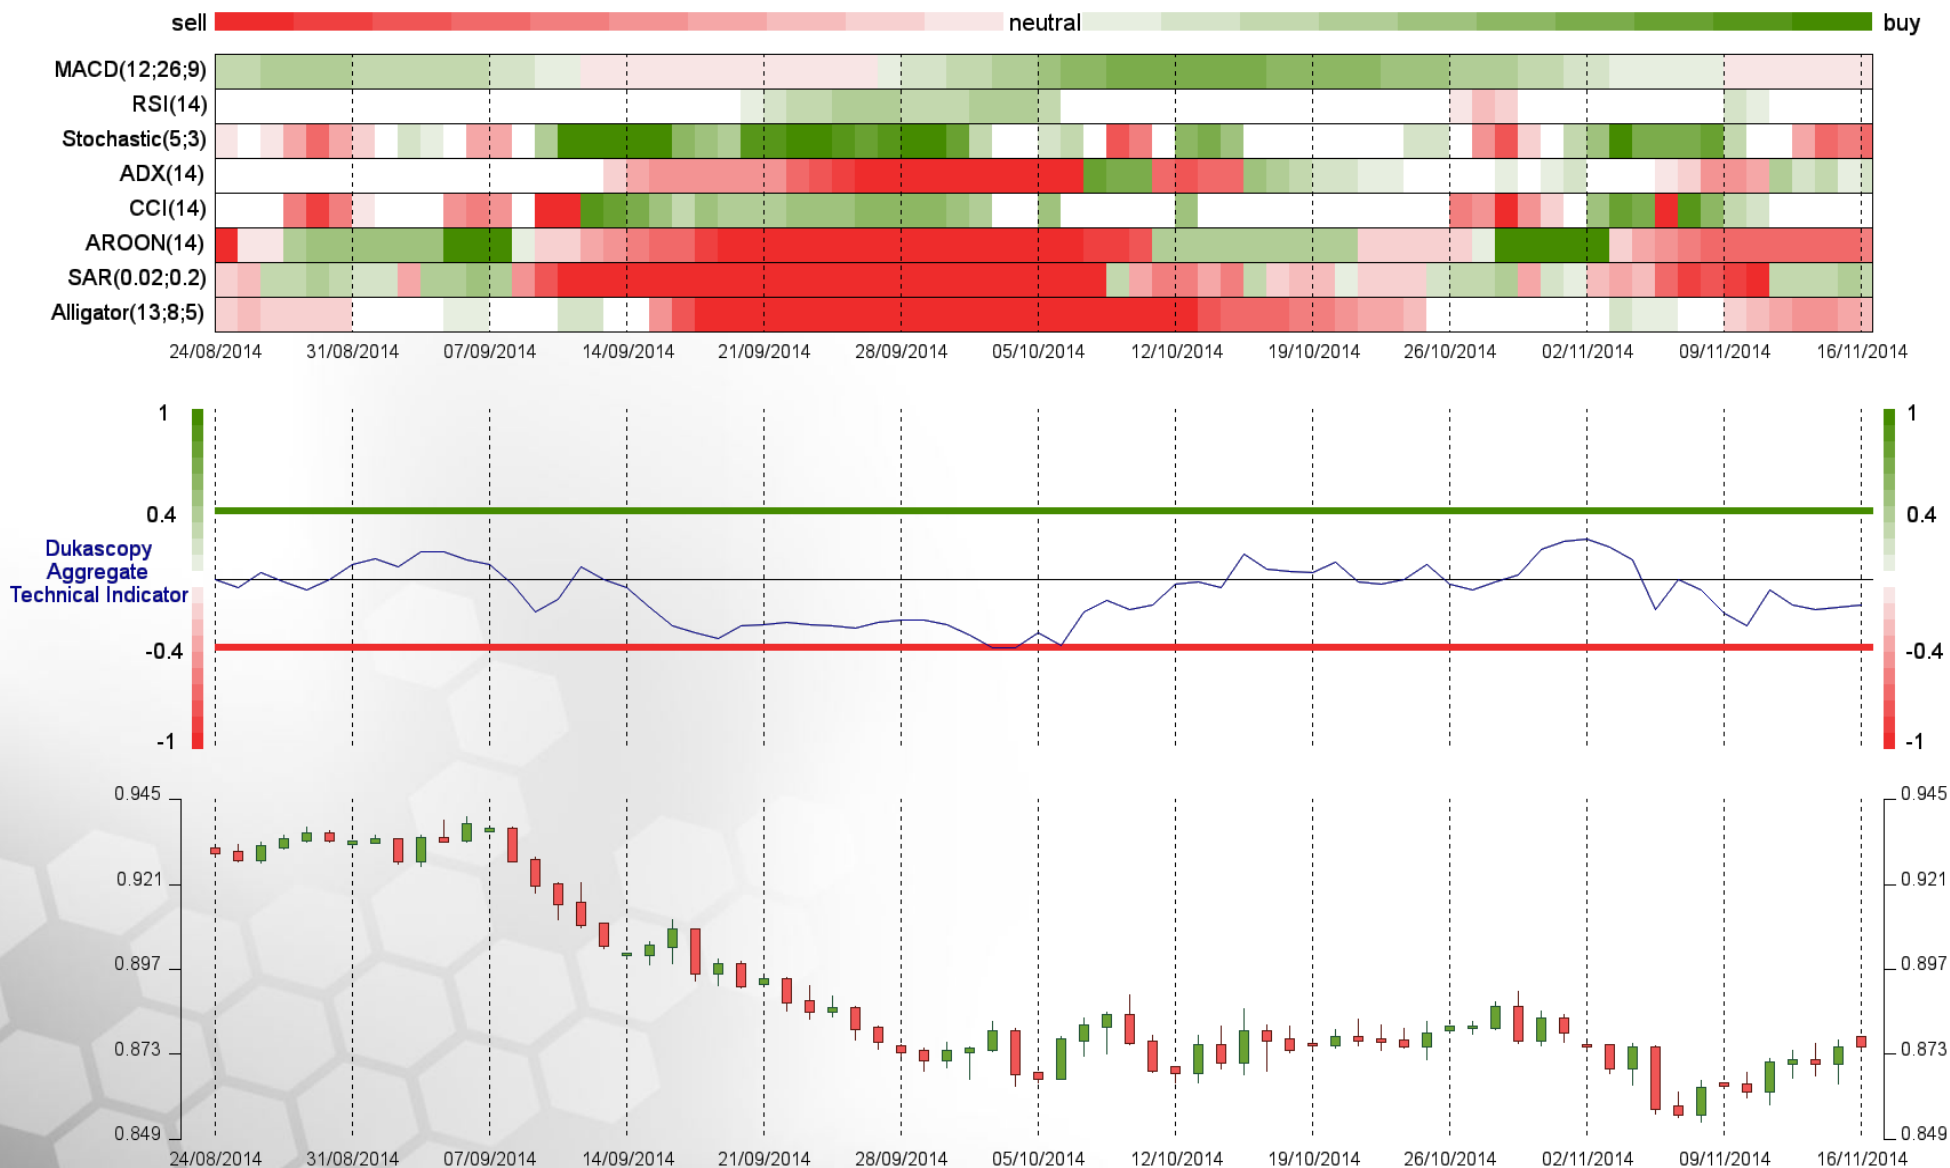 sell neutral buy
MACD(12;26;9)
RSI(14)
Stochastic(5;3)
ADX(14)
CCI(14)
AROON(14)
SAR(0.02;0.2)
Alligator(13;8;5)
24/08/2014 31/08/2014 07/09/2014 14/09/2014 21/09/2014 28/09/2014 05/10/2014 12/10/2014 19/10/2014 26/10/2014 02/11/2014 09/11/2014 16/11/2014
1 1
0.4 0.4
Dukascopy
Aggregate
Technical Indicator
-0.4 -0.4
-1 -1
0.945 0.945
0.921 0.921
0.897 0.897
0.873 0.873
0.849 0.849
24/08/2014 31/08/2014 07/09/2014 14/09/2014 21/09/2014 28/09/2014 05/10/2014 12/10/2014 19/10/2014 26/10/2014 02/11/2014 09/11/2014 16/11/2014